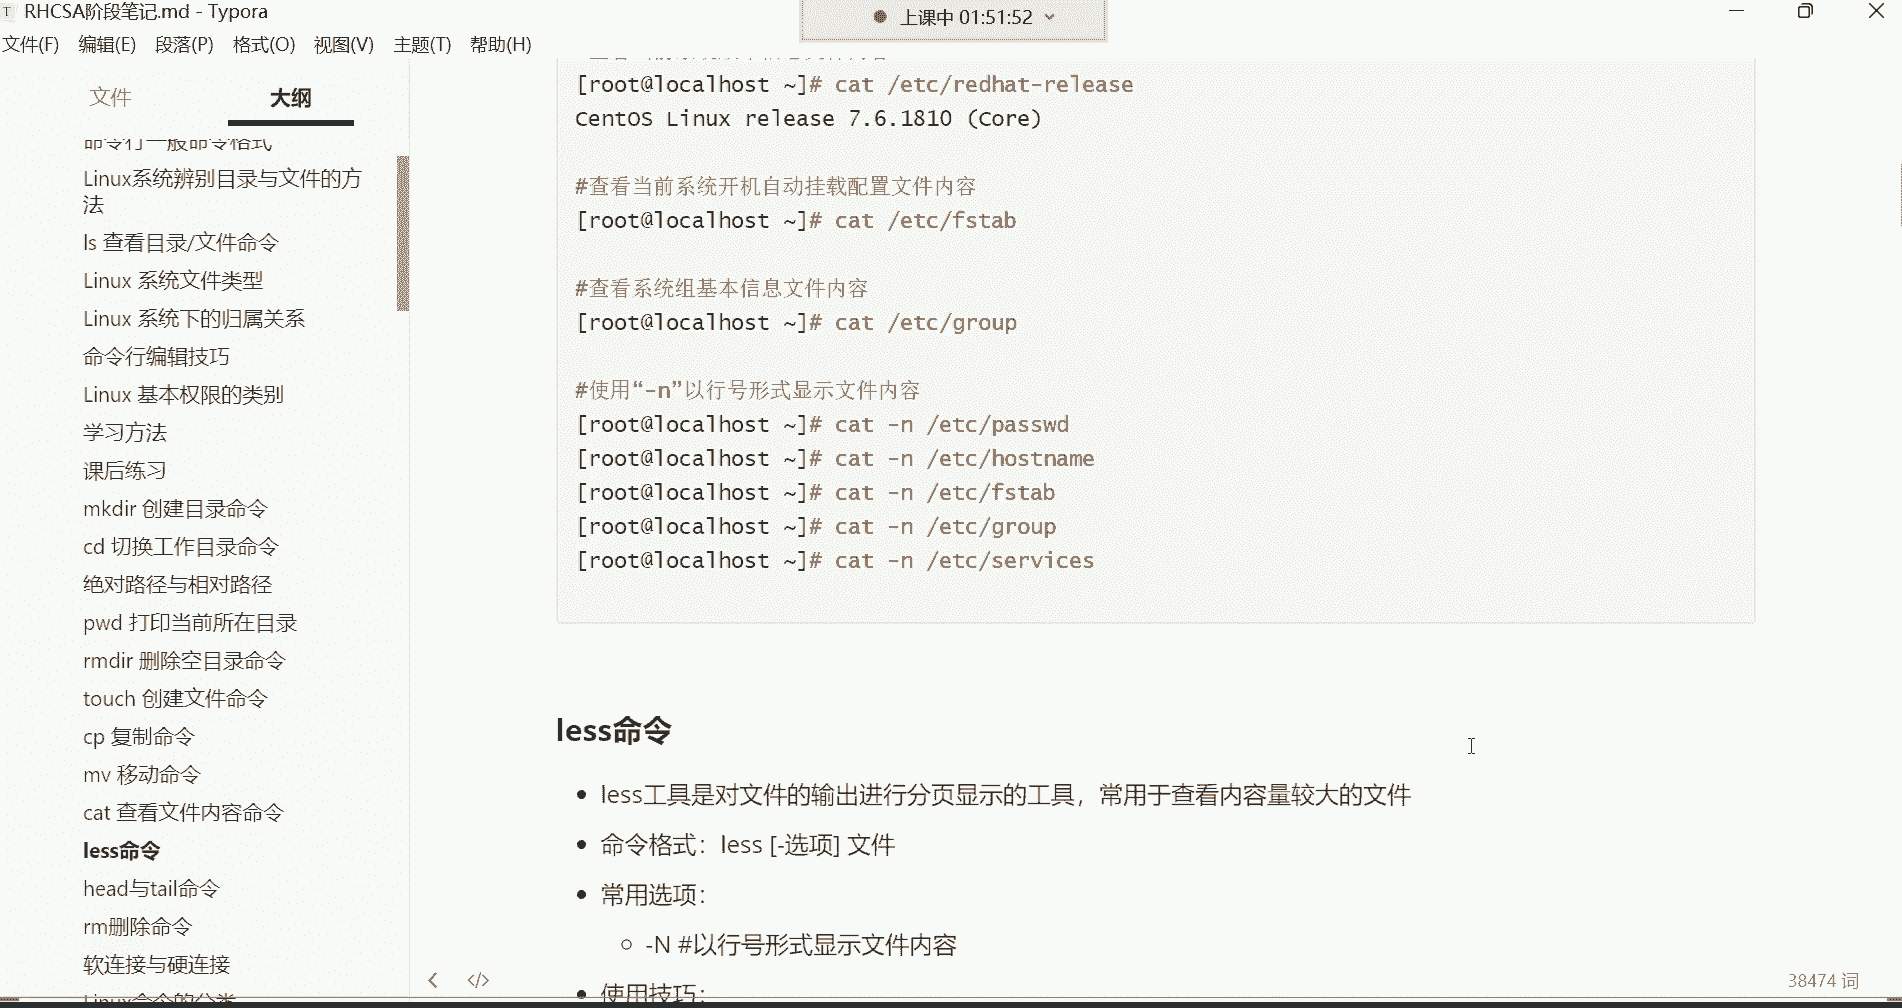 RHCSA阶段笔记.md - Typora
上课中 01:51:52
文件(F) 编辑(E) 段落(P) 格式(O) 视图(V) 主题(T) 帮助(H)
文件 大纲
命令行一般命令格式
Linux系统辨别目录与文件的方
法
ls 查看目录/文件命令
Linux 系统文件类型
Linux 系统下的归属关系
命令行编辑技巧
Linux 基本权限的类别
学习方法
课后练习
mkdir 创建目录命令
cd 切换工作目录命令
绝对路径与相对路径
pwd 打印当前所在目录
rmdir 删除空目录命令
touch 创建文件命令
cp 复制命令
mv 移动命令
cat 查看文件内容命令
less命令
head与tail命令
rm删除命令
软连接与硬连接
Linux命令的分类
[root@localhost ~]# cat /etc/redhat-release
CentOS Linux release 7.6.1810 (Core)
#查看当前系统开机自动挂载配置文件内容
[root@localhost ~]# cat /etc/fstab
#查看系统组基本信息文件内容
[root@localhost ~]# cat /etc/group
#使用“-n”以行号形式显示文件内容
[root@localhost ~]# cat -n /etc/passwd
[root@localhost ~]# cat -n /etc/hostname
[root@localhost ~]# cat -n /etc/fstab
[root@localhost ~]# cat -n /etc/group
[root@localhost ~]# cat -n /etc/services
less命令
less工具是对文件的输出进行分页显示的工具，常用于查看内容量较大的文件
命令格式：less [-选项] 文件
常用选项：
-N #以行号形式显示文件内容
使用技巧：
38474 词